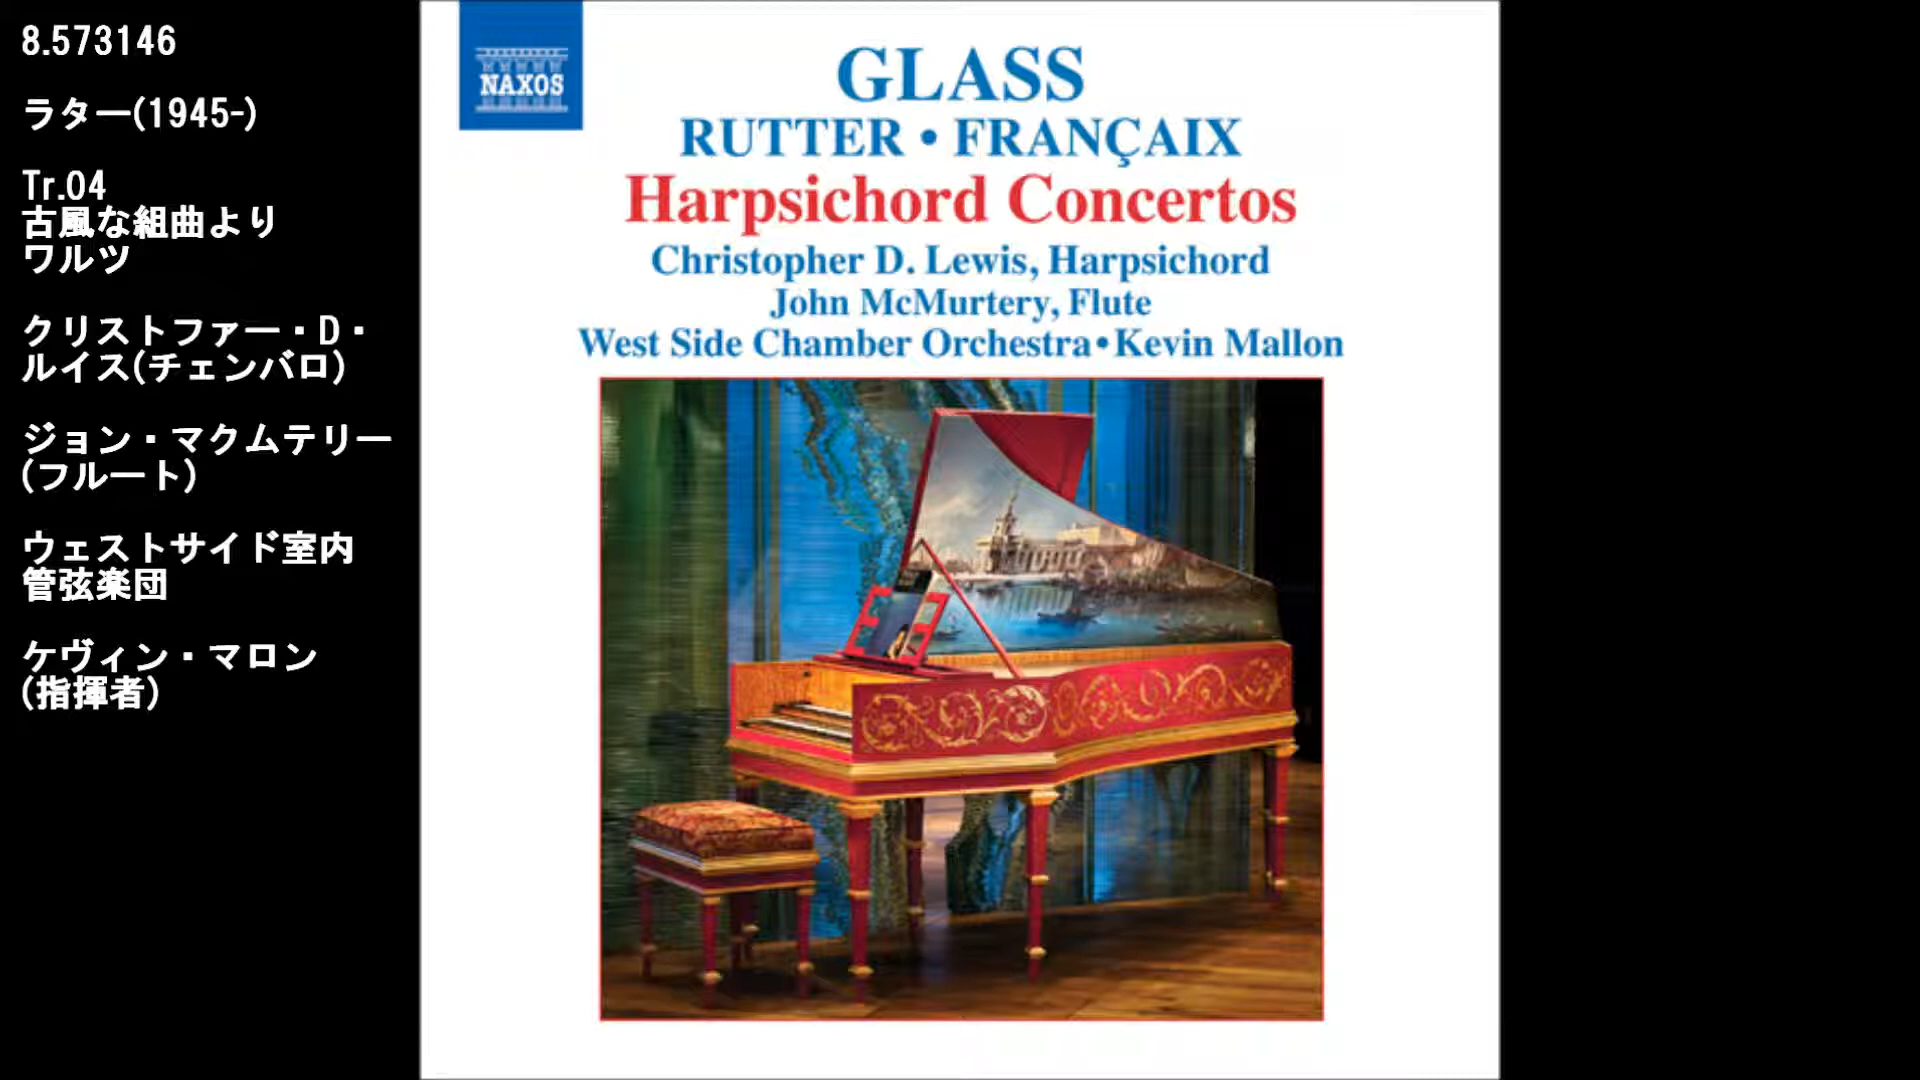 8.573146
ラター(1945-)
Tr.04
古風な組曲より
ワルツ
クリストファー・D・
ルイス(チェンバロ)
ジョン・マクムテリー
(フルート)
ウェストサイド室内
管弦楽団
ケヴィン・マロン
(指揮者)
NAXOS
GLASS
RUTTER • FRANÇAIX
Harpsichord Concertos
Christopher D. Lewis, Harpsichord
John McMurtery, Flute
West Side Chamber Orchestra • Kevin Mallon